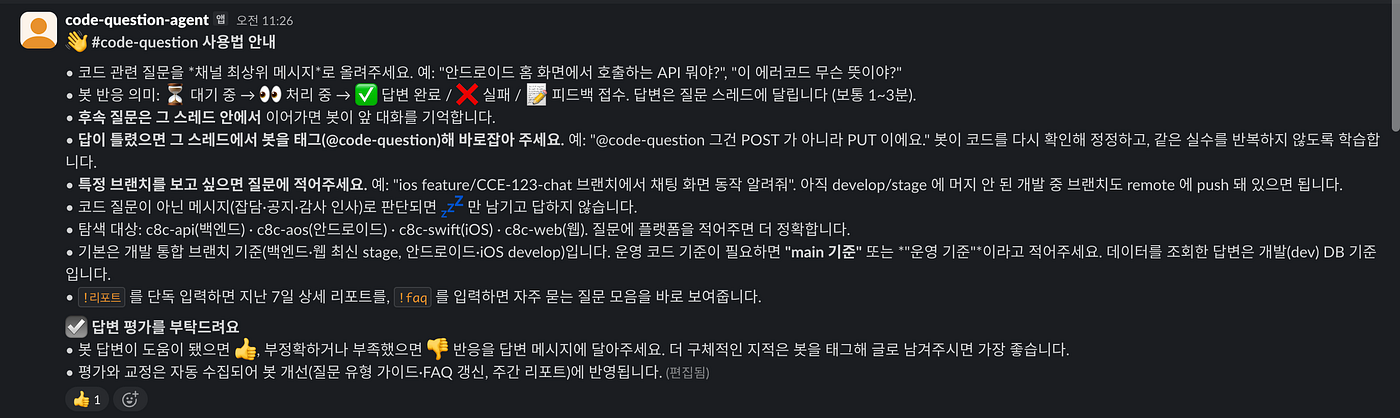 code-question-agent 앱 오전 11:26
👋 #code-question 사용법 안내
• 코드 관련 질문을 *채널 최상위 메시지*로 올려주세요. 예: "안드로이드 홈 화면에서 호출하는 API 뭐야?", "이 에러코드 무슨 뜻이야?"
• 봇 반응 의미: ⏳ 대기 중 → 👀 처리 중 → ✅ 답변 완료 / ❌ 실패 / 📝 피드백 접수. 답변은 질문 스레드에 달립니다 (보통 1~3분).
• 후속 질문은 그 스레드 안에서 이어가면 봇이 앞 대화를 기억합니다.
• 답이 틀렸으면 그 스레드에서 봇을 태그(@code-question)해 바로잡아 주세요. 예: "@code-question 그건 POST 가 아니라 PUT 이에요." 봇이 코드를 다시 확인해 정정하고, 같은 실수를 반복하지 않도록 학습합
니다.
• 특정 브랜치를 보고 싶으면 질문에 적어주세요. 예: "ios feature/CCE-123-chat 브랜치에서 채팅 화면 동작 알려줘". 아직 develop/stage 에 머지 안 된 개발 중 브랜치도 remote 에 push 돼 있으면 됩니다.
• 코드 질문이 아닌 메시지(잡담·공지·감사 인사)로 판단되면 💤 만 남기고 답하지 않습니다.
• 탐색 대상: c8c-api(백엔드) · c8c-aos(안드로이드) · c8c-swift(iOS) · c8c-web(웹). 질문에 플랫폼을 적어주면 더 정확합니다.
• 기본은 개발 통합 브랜치 기준(백엔드·웹 최신 stage, 안드로이드·iOS develop)입니다. 운영 코드 기준이 필요하면 "main 기준" 또는 *"운영 기준"*이라고 적어주세요. 데이터를 조회한 답변은 개발(dev) DB 기준
입니다.
• !리포트 를 단독 입력하면 지난 7일 상세 리포트를, !faq 를 입력하면 자주 묻는 질문 모음을 바로 보여줍니다.
☑️ 답변 평가를 부탁드려요
• 봇 답변이 도움이 됐으면 👍, 부정확하거나 부족했으면 👎 반응을 답변 메시지에 달아주세요. 더 구체적인 지적은 봇을 태그해 글로 남겨주시면 가장 좋습니다.
• 평가와 교정은 자동 수집되어 봇 개선(질문 유형 가이드·FAQ 갱신, 주간 리포트)에 반영됩니다. (편집됨)
👍 1